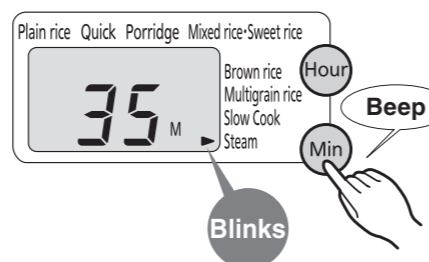 Plain rice Quick Porridge Mixed rice•Sweet rice
Brown rice
Multigrain rice
Slow Cook
Steam
Hour
35 M
Beep
Min
Blinks